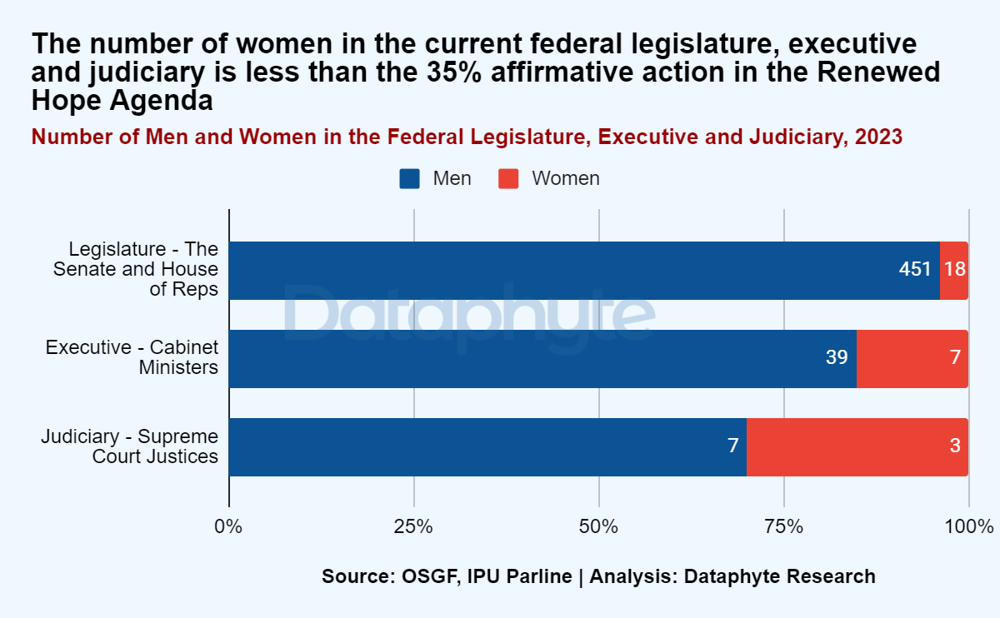 The number of women in the current federal legislature, executive
and judiciary is less than the 35% affirmative action in the Renewed
Hope Agenda
Number of Men and Women in the Federal Legislature, Executive and Judiciary, 2023
Men Women
Legislature - The
Senate and House
of Reps
451 18
Dataphyte
Executive - Cabinet
Ministers
39 7
Judiciary - Supreme
Court Justices
7 3
0% 25% 50% 75% 100%
Source: OSGF, IPU Parline | Analysis: Dataphyte Research